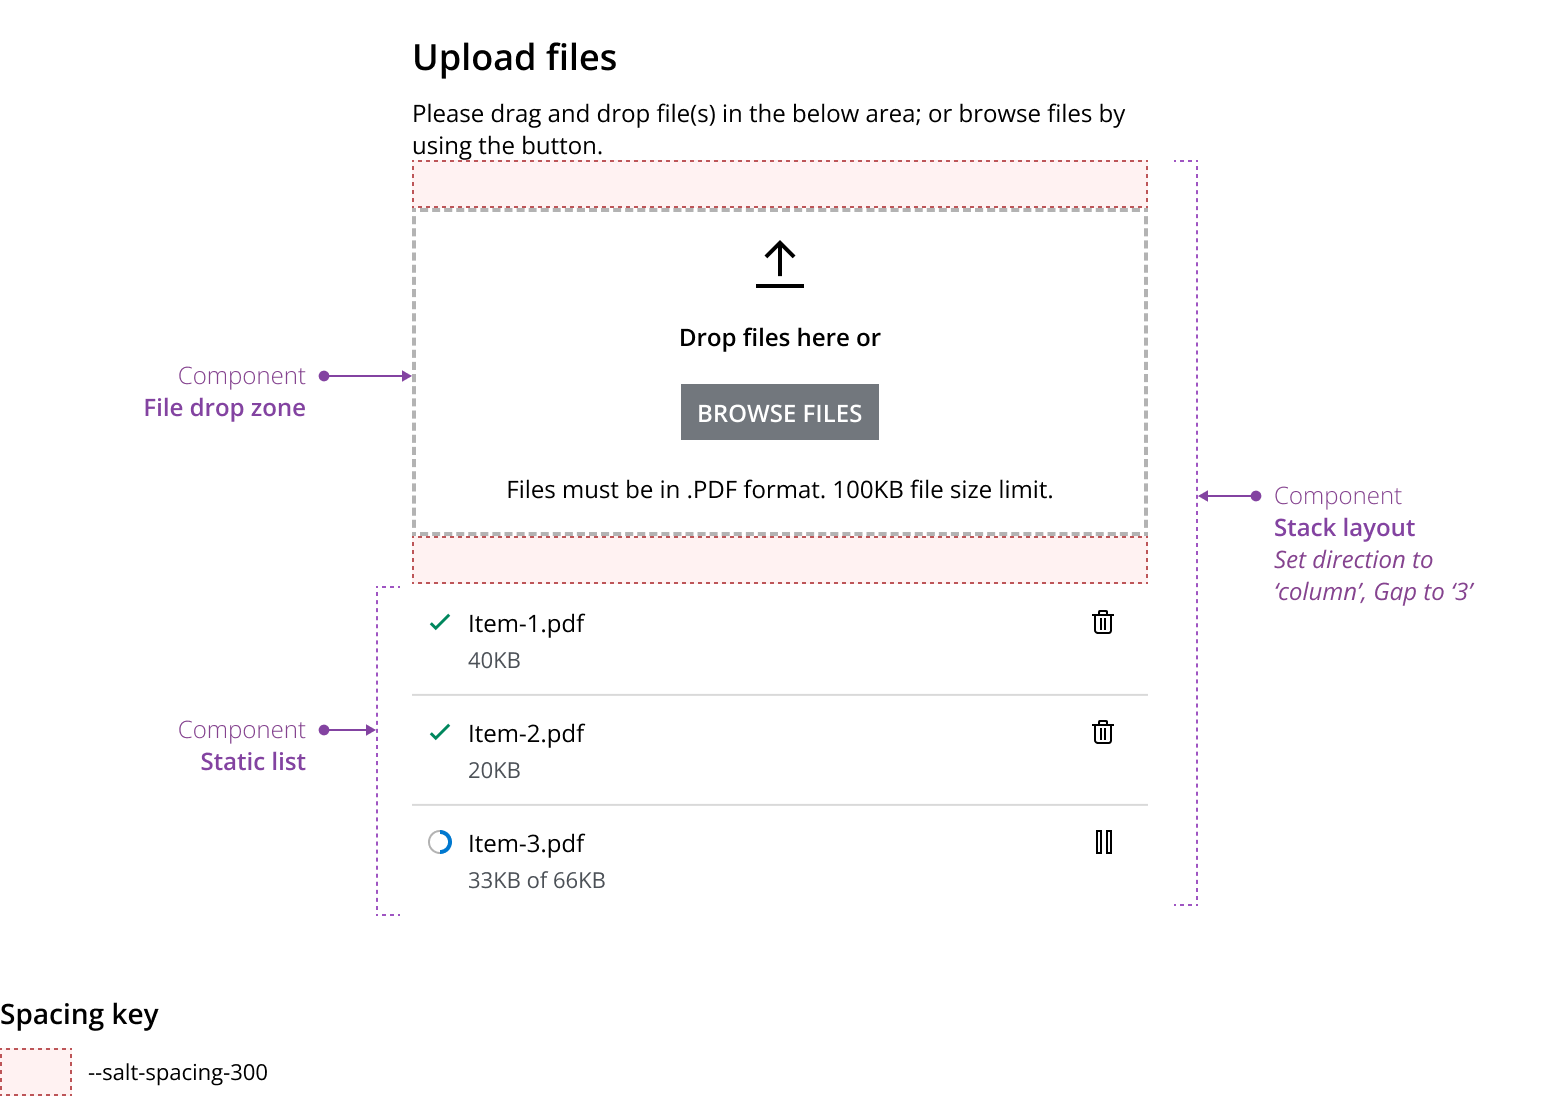 Upload files
Please drag and drop file(s) in the below area; or browse files by
using the button.
Drop files here or
BROWSE FILES
Files must be in .PDF format. 100KB file size limit.
Component
File drop zone
Component
Stack layout
Set direction to
‘column’, Gap to ‘3’
Item-1.pdf
40KB
Component
Static list
Item-2.pdf
20KB
Item-3.pdf
33KB of 66KB
Spacing key
--salt-spacing-300